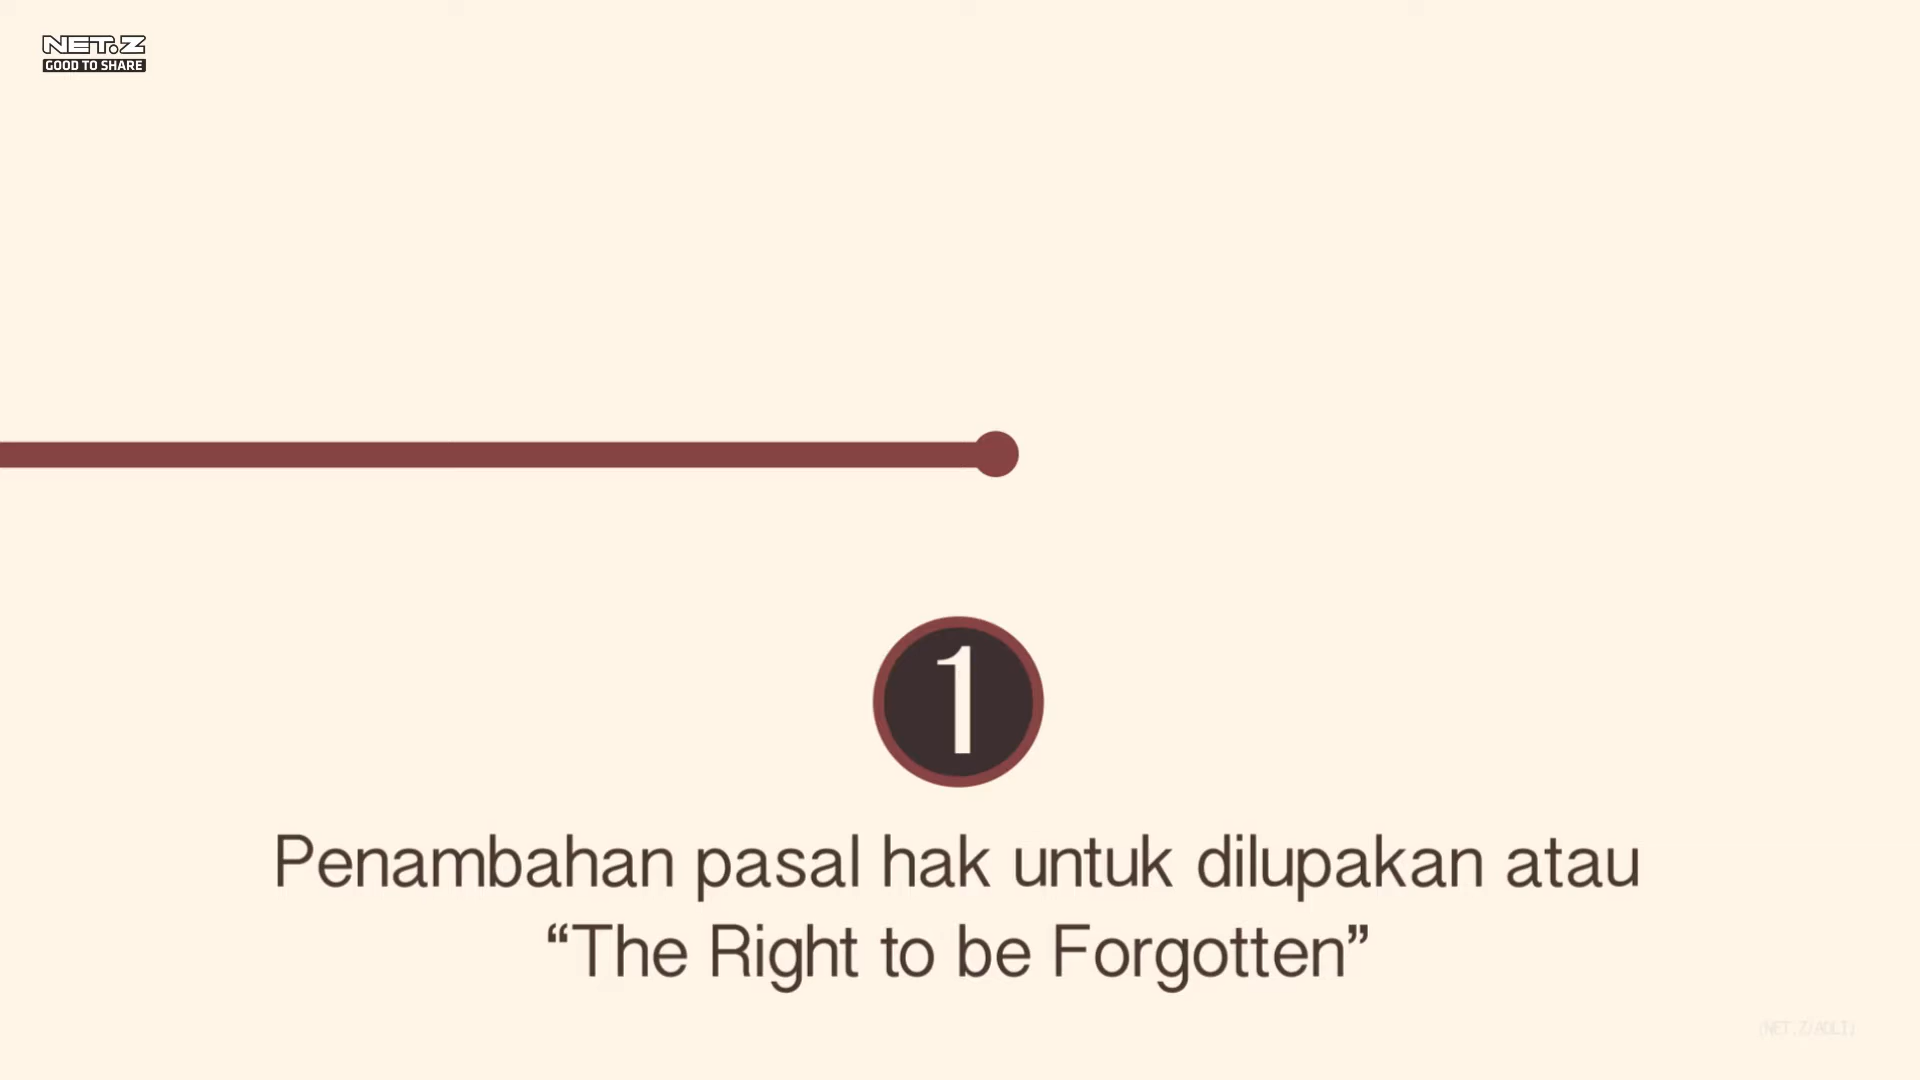 NET.Z
GOOD TO SHARE
1
Penambahan pasal hak untuk dilupakan atau
“The Right to be Forgotten”